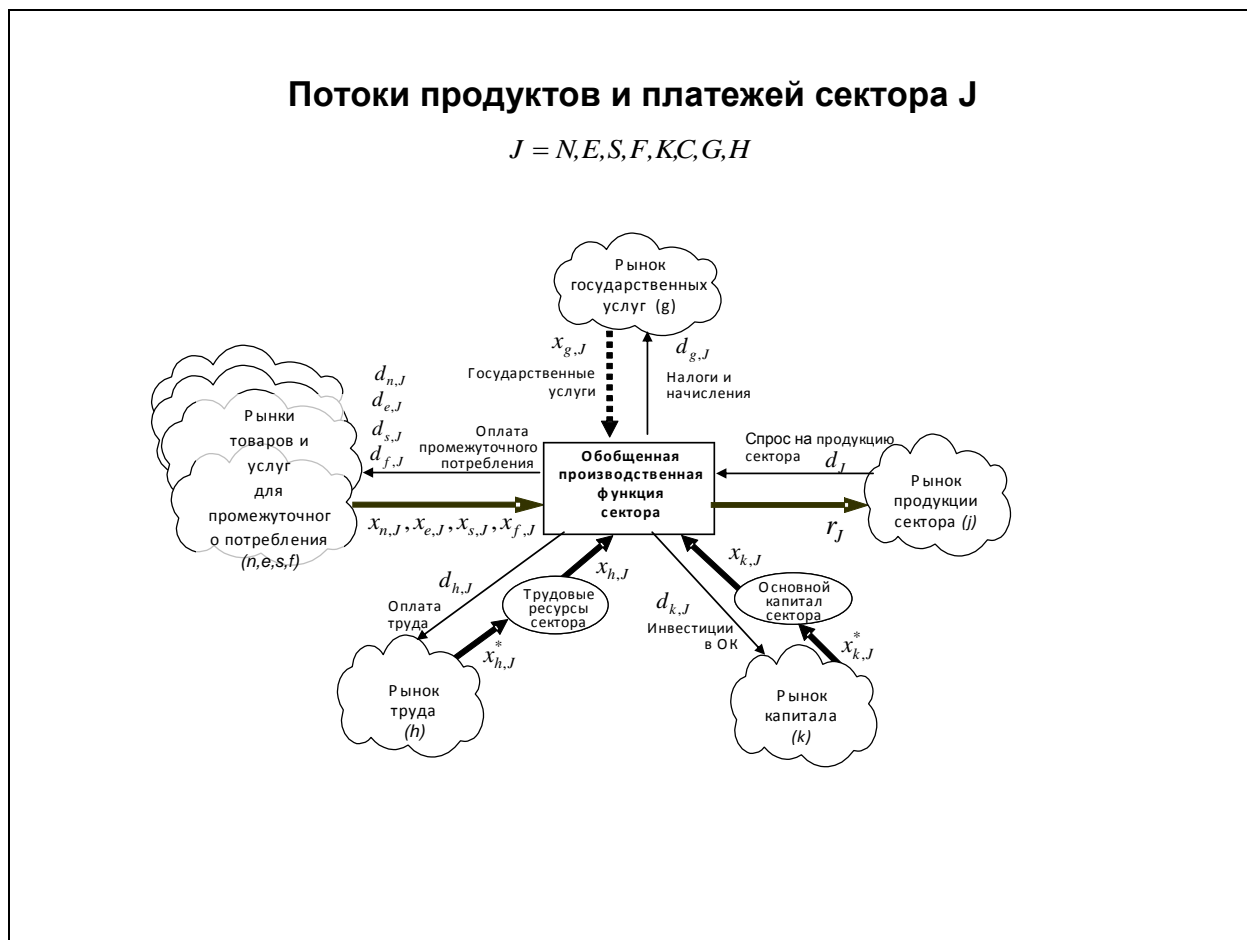 Потоки продуктов и платежей сектора J
J = N,E,S,F,K,C,G,H
Рынок
государственных
услуг (g)
x_{g,J}
d_{g,J}
Государственные
услуги
Налоги и
начисления
d_{n,J}
d_{e,J}
d_{s,J}
d_{f,J}
Рынки
товаров и
услуг
для
промежуточног
о потребления
(n,e,s,f)
Оплата
промежуточного
потребления
x_{n,J}, x_{e,J}, x_{s,J}, x_{f,J}
Обобщенная
производственная
функция
сектора
Спрос на продукцию
сектора
d_J
r_J
Рынок
продукции
сектора (j)
d_{h,J}
Оплата
труда
x_{h,J}
Трудовые
ресурсы
сектора
x^*_{h,J}
Рынок
труда
(h)
d_{k,J}
Инвестиции
в ОК
x_{k,J}
Основной
капитал
сектора
x^*_{k,J}
Рынок
капитала
(k)